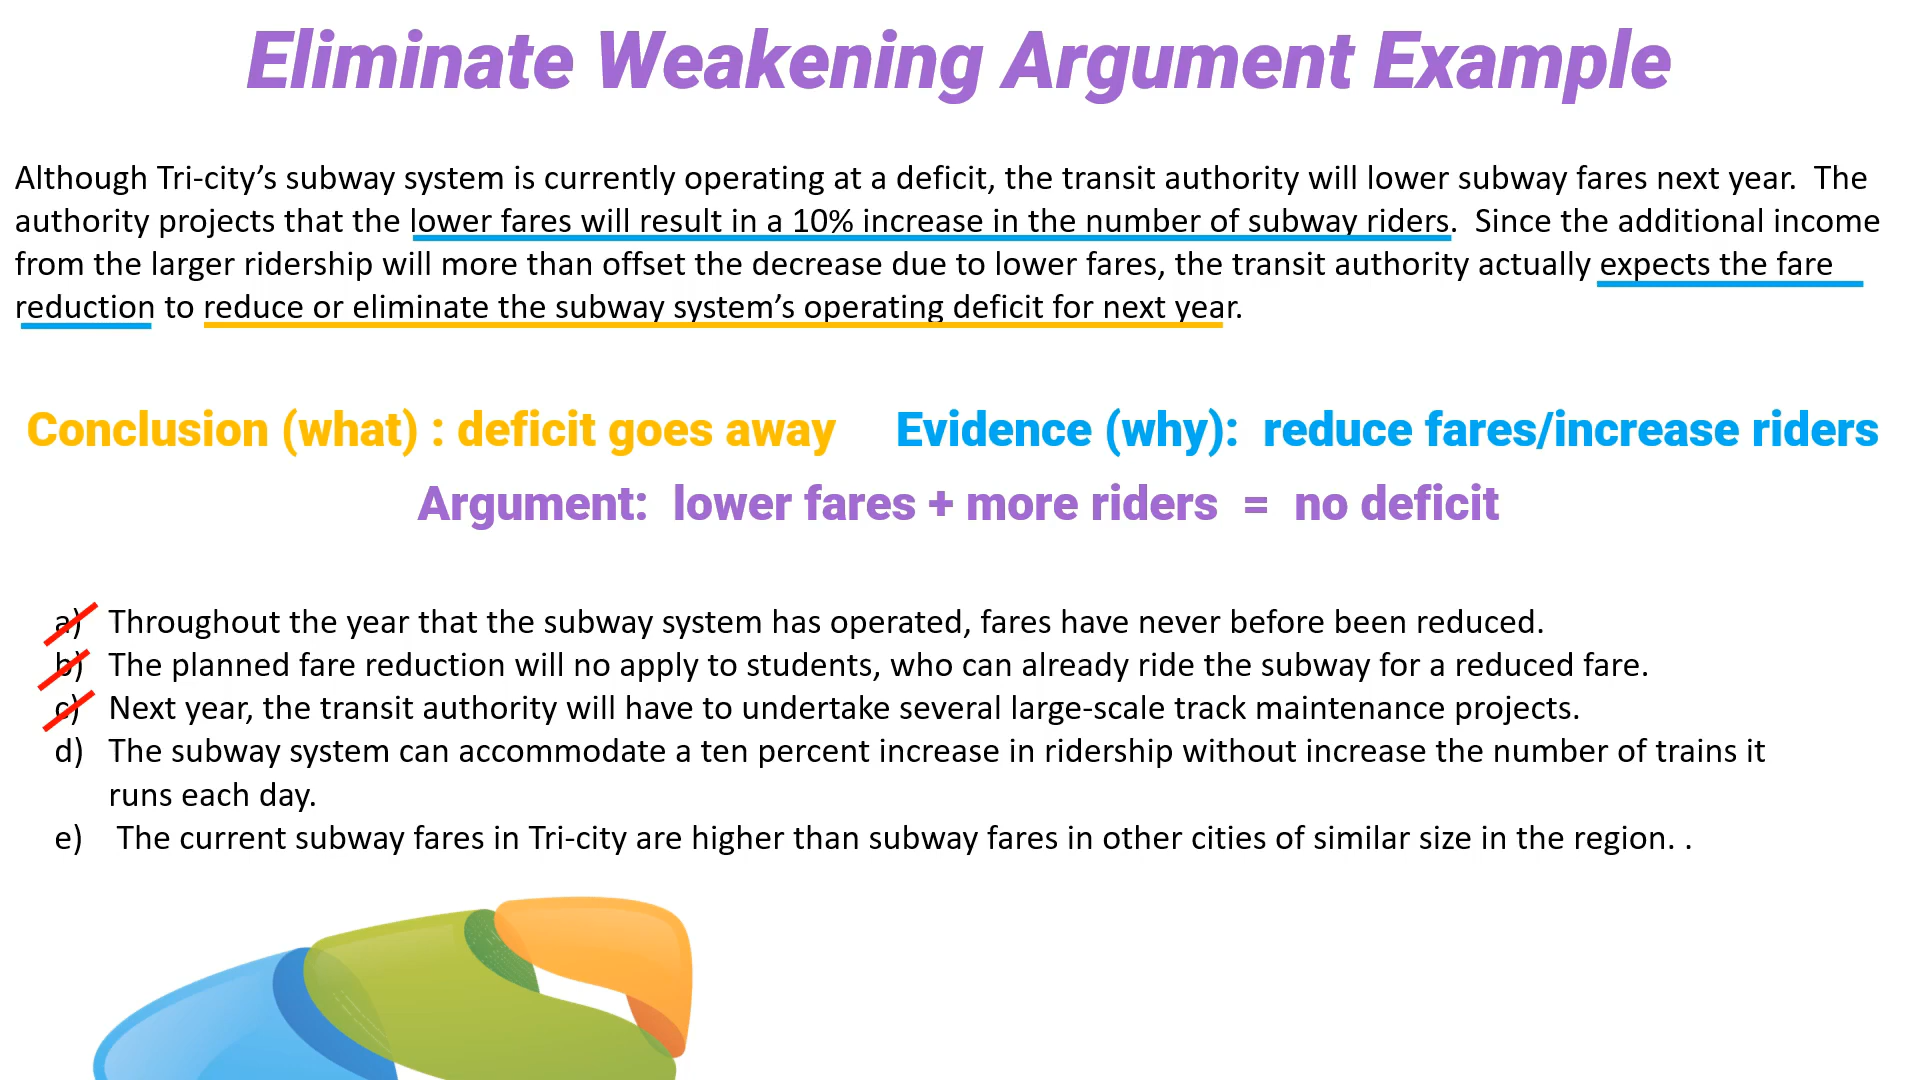 Eliminate Weakening Argument Example
Although Tri-city’s subway system is currently operating at a deficit, the transit authority will lower subway fares next year.  The
authority projects that the lower fares will result in a 10% increase in the number of subway riders.  Since the additional income
from the larger ridership will more than offset the decrease due to lower fares, the transit authority actually expects the fare
reduction to reduce or eliminate the subway system’s operating deficit for next year.
Conclusion (what) : deficit goes away
Evidence (why):  reduce fares/increase riders
Argument:  lower fares + more riders  =  no deficit
a) Throughout the year that the subway system has operated, fares have never before been reduced.
b) The planned fare reduction will no apply to students, who can already ride the subway for a reduced fare.
c) Next year, the transit authority will have to undertake several large-scale track maintenance projects.
d) The subway system can accommodate a ten percent increase in ridership without increase the number of trains it
runs each day.
e) The current subway fares in Tri-city are higher than subway fares in other cities of similar size in the region. .